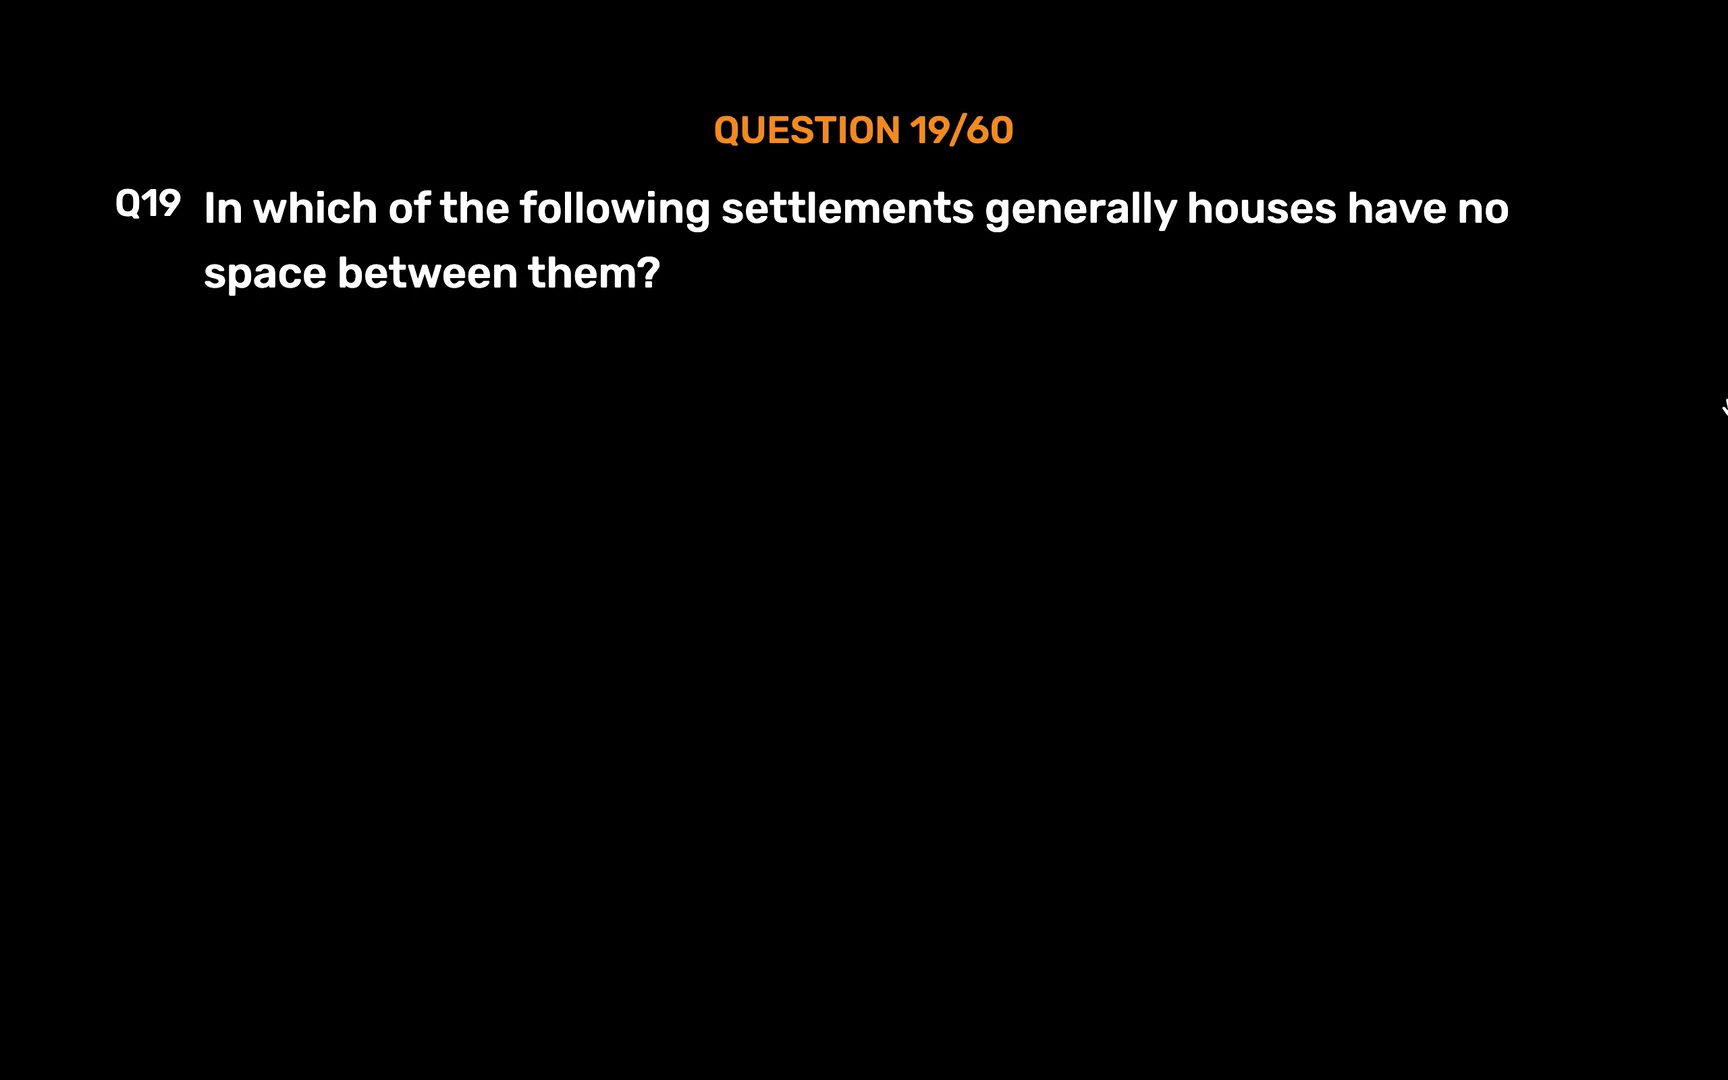 QUESTION 19/60
Q19 In which of the following settlements generally houses have no
space between them?